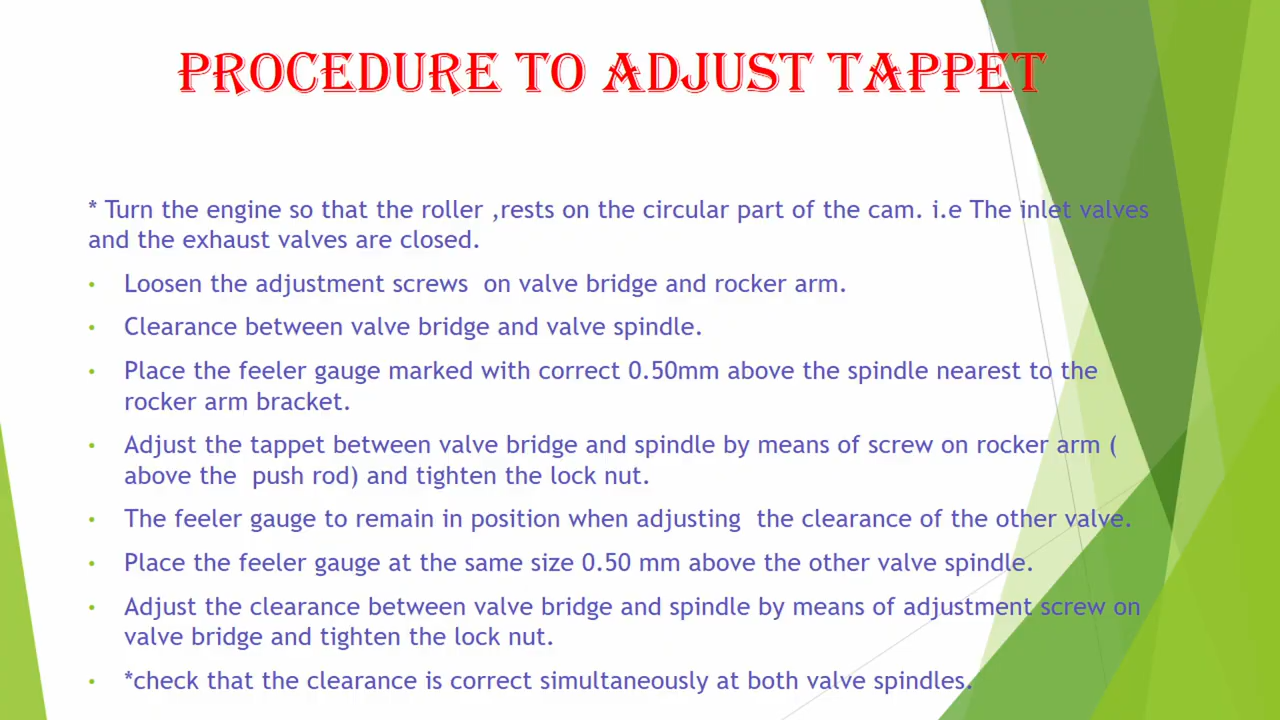 PROCEDURE TO ADJUST TAPPET
* Turn the engine so that the roller ,rests on the circular part of the cam. i.e The inlet valves
and the exhaust valves are closed.
• Loosen the adjustment screws  on valve bridge and rocker arm.
• Clearance between valve bridge and valve spindle.
• Place the feeler gauge marked with correct 0.50mm above the spindle nearest to the
rocker arm bracket.
• Adjust the tappet between valve bridge and spindle by means of screw on rocker arm (
above the  push rod) and tighten the lock nut.
• The feeler gauge to remain in position when adjusting  the clearance of the other valve.
• Place the feeler gauge at the same size 0.50 mm above the other valve spindle.
• Adjust the clearance between valve bridge and spindle by means of adjustment screw on
valve bridge and tighten the lock nut.
• *check that the clearance is correct simultaneously at both valve spindles.